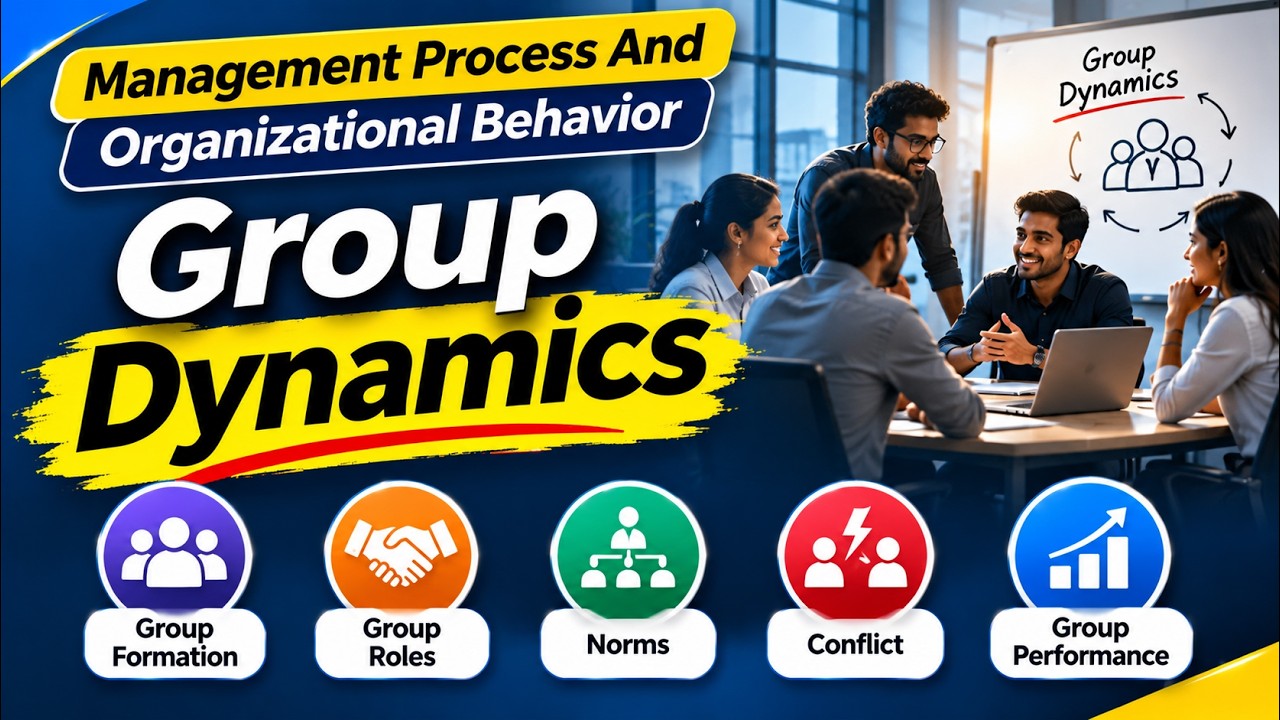 Management Process And
Organizational Behavior
Group
Dynamics
Group
Dynamics
Group
Formation
Group
Roles
Norms
Conflict
Group
Performance